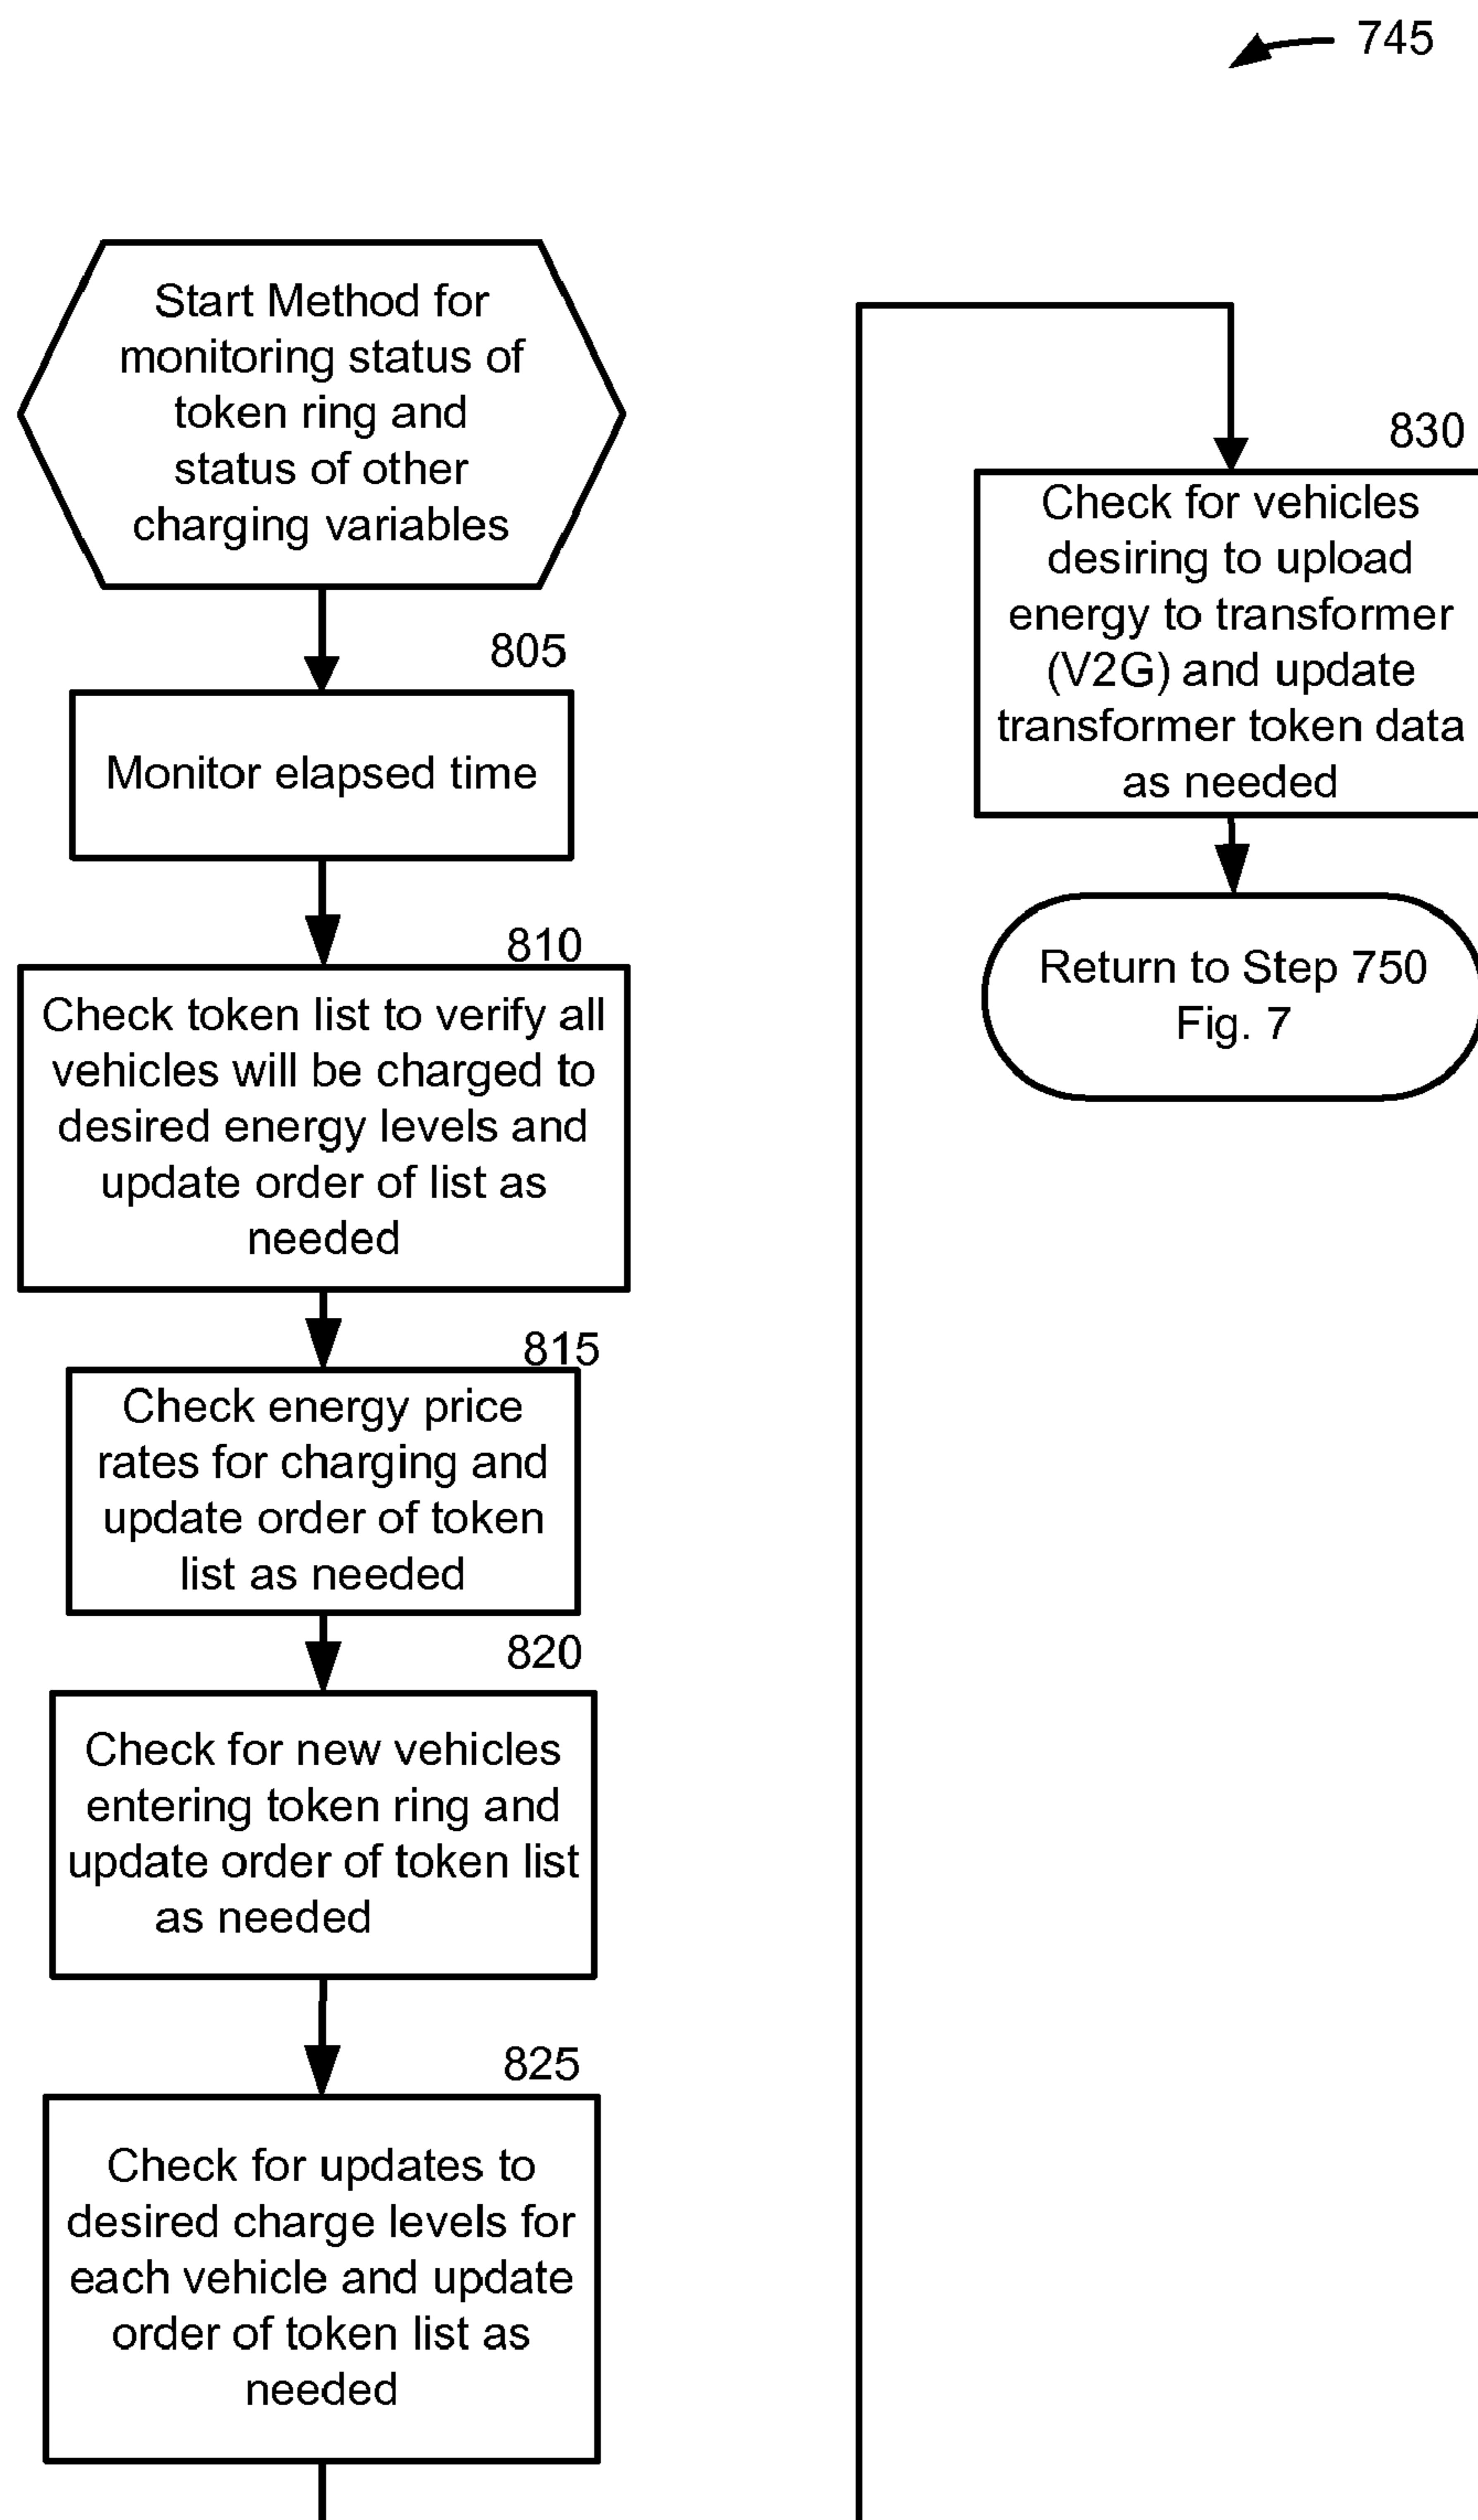 745
Start Method for
monitoring status of
token ring and
status of other
charging variables
805
Monitor elapsed time
810
Check token list to verify all
vehicles will be charged to
desired energy levels and
update order of list as
needed
815
Check energy price
rates for charging and
update order of token
list as needed
820
Check for new vehicles
entering token ring and
update order of token list
as needed
825
Check for updates to
desired charge levels for
each vehicle and update
order of token list as
needed
830
Check for vehicles
desiring to upload
energy to transformer
(V2G) and update
transformer token data
as needed
Return to Step 750
Fig. 7